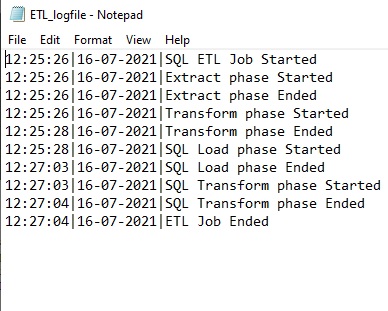 ETL_logfile - Notepad
File Edit Format View Help
12:25:26|16-07-2021|SQL ETL Job Started
12:25:26|16-07-2021|Extract phase Started
12:25:26|16-07-2021|Extract phase Ended
12:25:26|16-07-2021|Transform phase Started
12:25:28|16-07-2021|Transform phase Ended
12:25:28|16-07-2021|SQL Load phase Started
12:27:03|16-07-2021|SQL Load phase Ended
12:27:03|16-07-2021|SQL Transform phase Started
12:27:04|16-07-2021|SQL Transform phase Ended
12:27:04|16-07-2021|ETL Job Ended